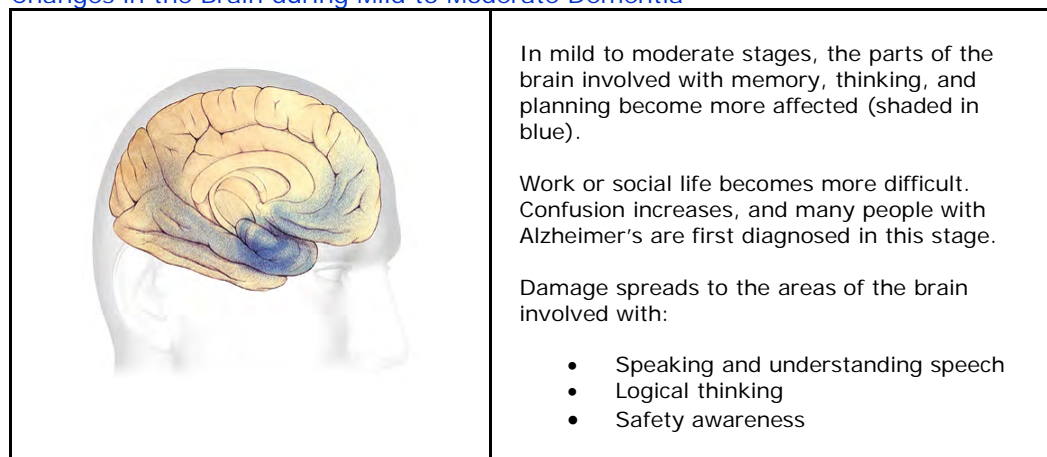 Changes in the Brain during Mild to Moderate Dementia
In mild to moderate stages, the parts of the
brain involved with memory, thinking, and
planning become more affected (shaded in
blue).
Work or social life becomes more difficult.
Confusion increases, and many people with
Alzheimer’s are first diagnosed in this stage.
Damage spreads to the areas of the brain
involved with:
• Speaking and understanding speech
• Logical thinking
• Safety awareness